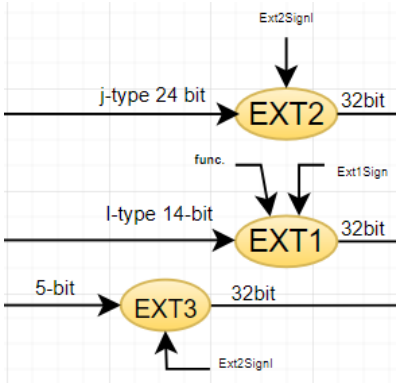 Ext2Signl
j-type 24 bit
EXT2
32bit
func.
Ext1Sign
I-type 14-bit
EXT1
32bit
5-bit
EXT3
32bit
Ext2Signl